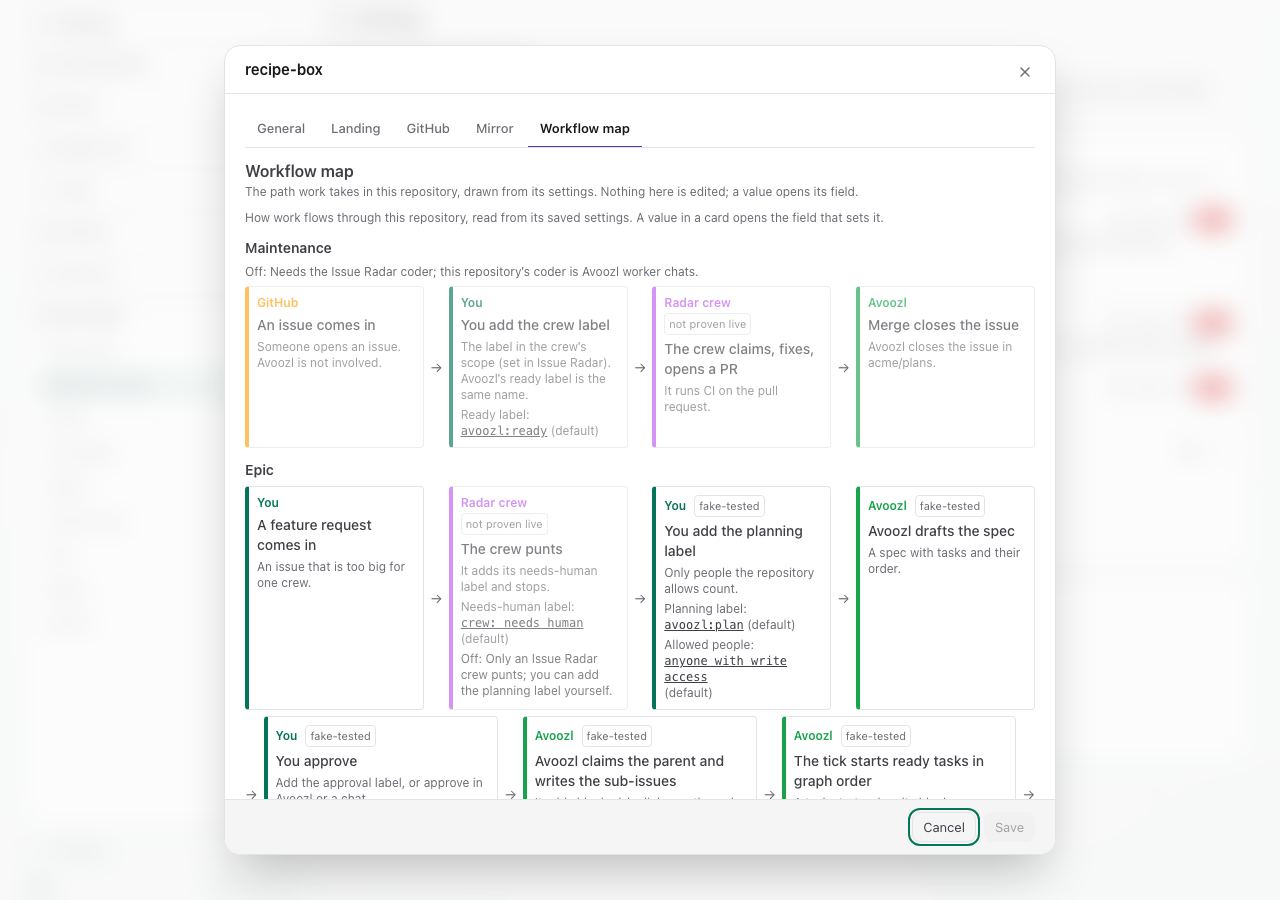 recipe-box
General Landing GitHub Mirror Workflow map
Workflow map
The path work takes in this repository, drawn from its settings. Nothing here is edited; a value opens its field.
How work flows through this repository, read from its saved settings. A value in a card opens the field that sets it.
Maintenance
Off: Needs the Issue Radar coder; this repository's coder is Avoozl worker chats.
GitHub
An issue comes in
Someone opens an issue.
Avoozl is not involved.
→
You
You add the crew label
The label in the crew's
scope (set in Issue Radar).
Avoozl's ready label is the
same name.
Ready label:
avoozl:ready (default)
→
Radar crew
not proven live
The crew claims, fixes,
opens a PR
It runs CI on the pull
request.
→
Avoozl
Merge closes the issue
Avoozl closes the issue in
acme/plans.
Epic
You
A feature request
comes in
An issue that is too big for
one crew.
→
Radar crew
not proven live
The crew punts
It adds its needs-human
label and stops.
Needs-human label:
crew: needs human
(default)
Off: Only an Issue Radar
crew punts; you can add
the planning label yourself.
→
You fake-tested
You add the planning
label
Only people the repository
allows count.
Planning label:
avoozl:plan (default)
Allowed people:
anyone with write
access
(default)
→
Avoozl fake-tested
Avoozl drafts the spec
A spec with tasks and their
order.
→
You fake-tested
You approve
Add the approval label, or approve in
Avoozl or a chat
→
Avoozl fake-tested
Avoozl claims the parent and
writes the sub-issues
→
Avoozl fake-tested
The tick starts ready tasks in
graph order
→
Cancel Save